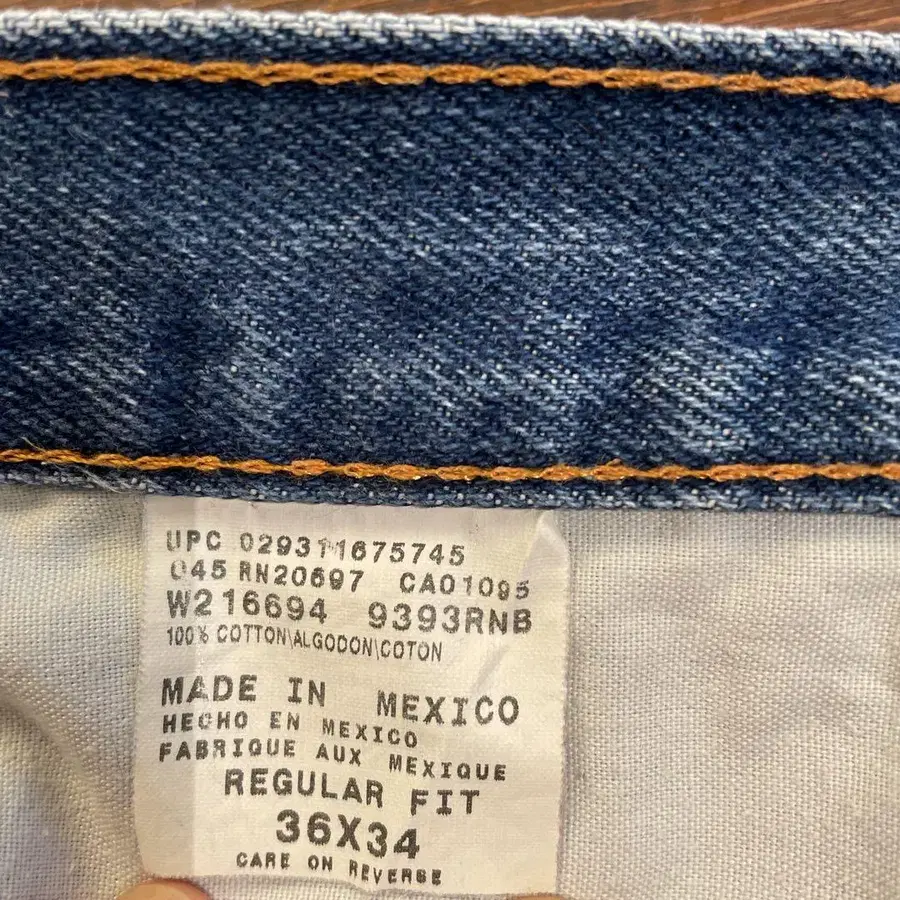 UPC 029311675745
045 RN20697 CA01095
W216694 9393RNB
100% COTTON\ALGODON\COTON
MADE IN MEXICO
HECHO EN MEXICO
FABRIQUE AUX MEXIQUE
REGULAR FIT
36X34
CARE ON REVERSE